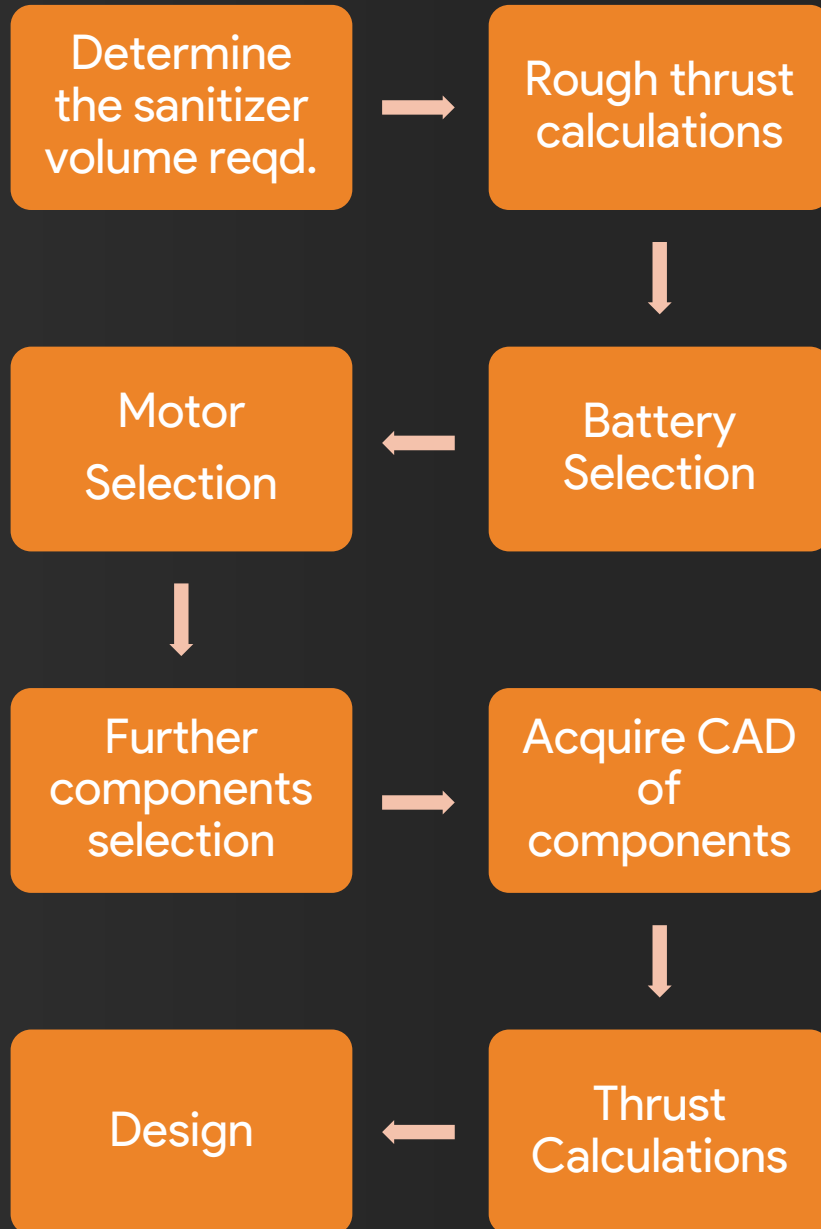 Determine
the sanitizer
volume reqd.
Rough thrust
calculations
Battery
Selection
Motor
Selection
Further
components
selection
Acquire CAD
of
components
Thrust
Calculations
Design